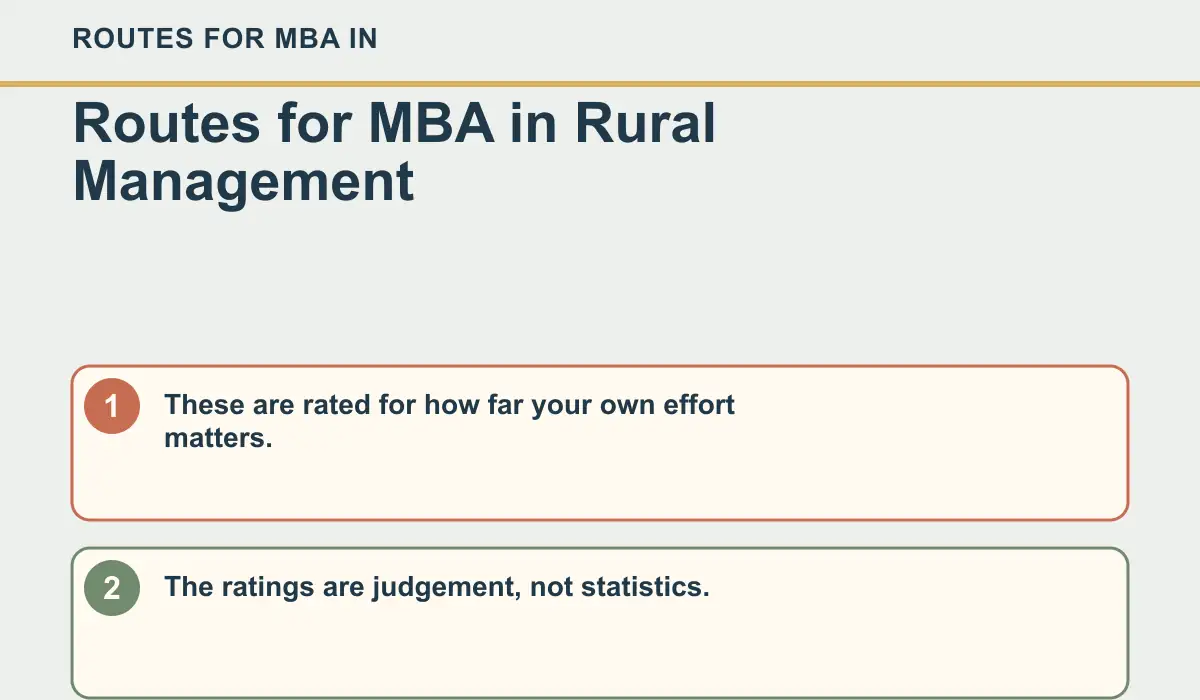 ROUTES FOR MBA IN
Routes for MBA in Rural
Management
1
These are rated for how far your own effort
matters.
2
The ratings are judgement, not statistics.